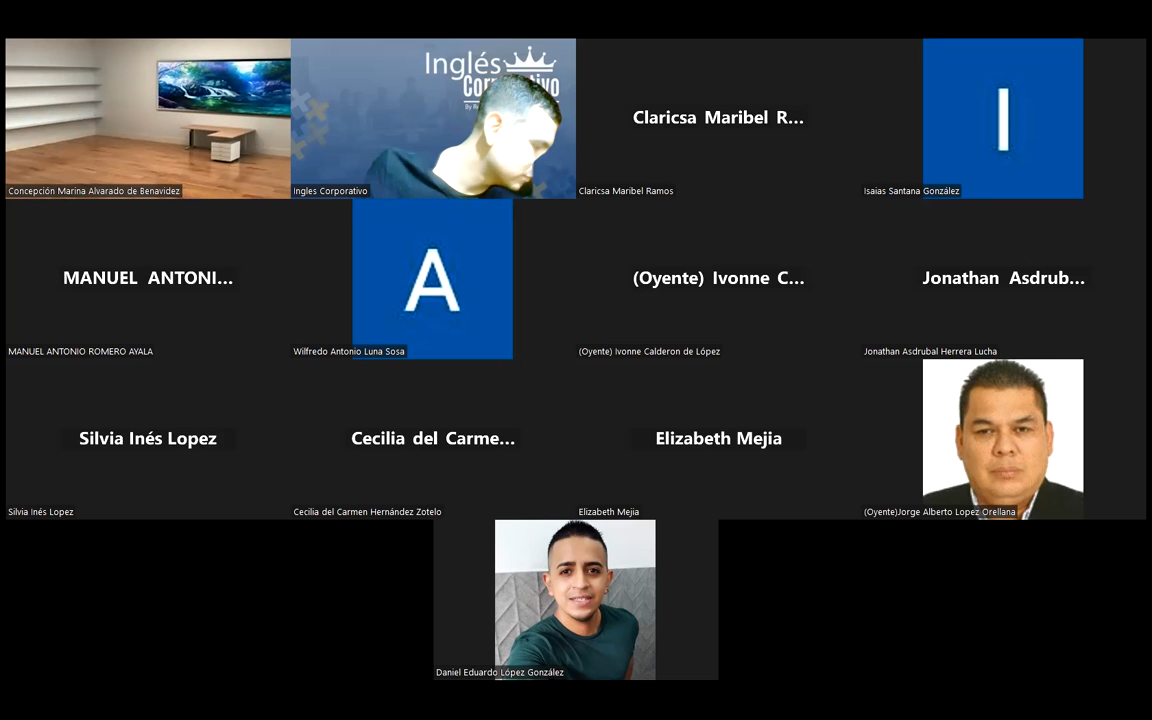 Inglés
Concepción Marina Alvarado de Benavidez
Ingles Corporativo
Claricsa Maribel R...
Claricsa Maribel Ramos
I
Isaias Santana González
MANUEL ANTONI...
MANUEL ANTONIO ROMERO AYALA
A
Wilfredo Antonio Luna Sosa
(Oyente) Ivonne C...
(Oyente) Ivonne Calderon de López
Jonathan Asdrub...
Jonathan Asdrubal Herrera Lucha
Silvia Inés Lopez
Silvia Inés Lopez
Cecilia del Carme...
Cecilia del Carmen Hernández Zotelo
Elizabeth Mejia
Elizabeth Mejia
(Oyente)Jorge Alberto Lopez Orellana
Daniel Eduardo López González